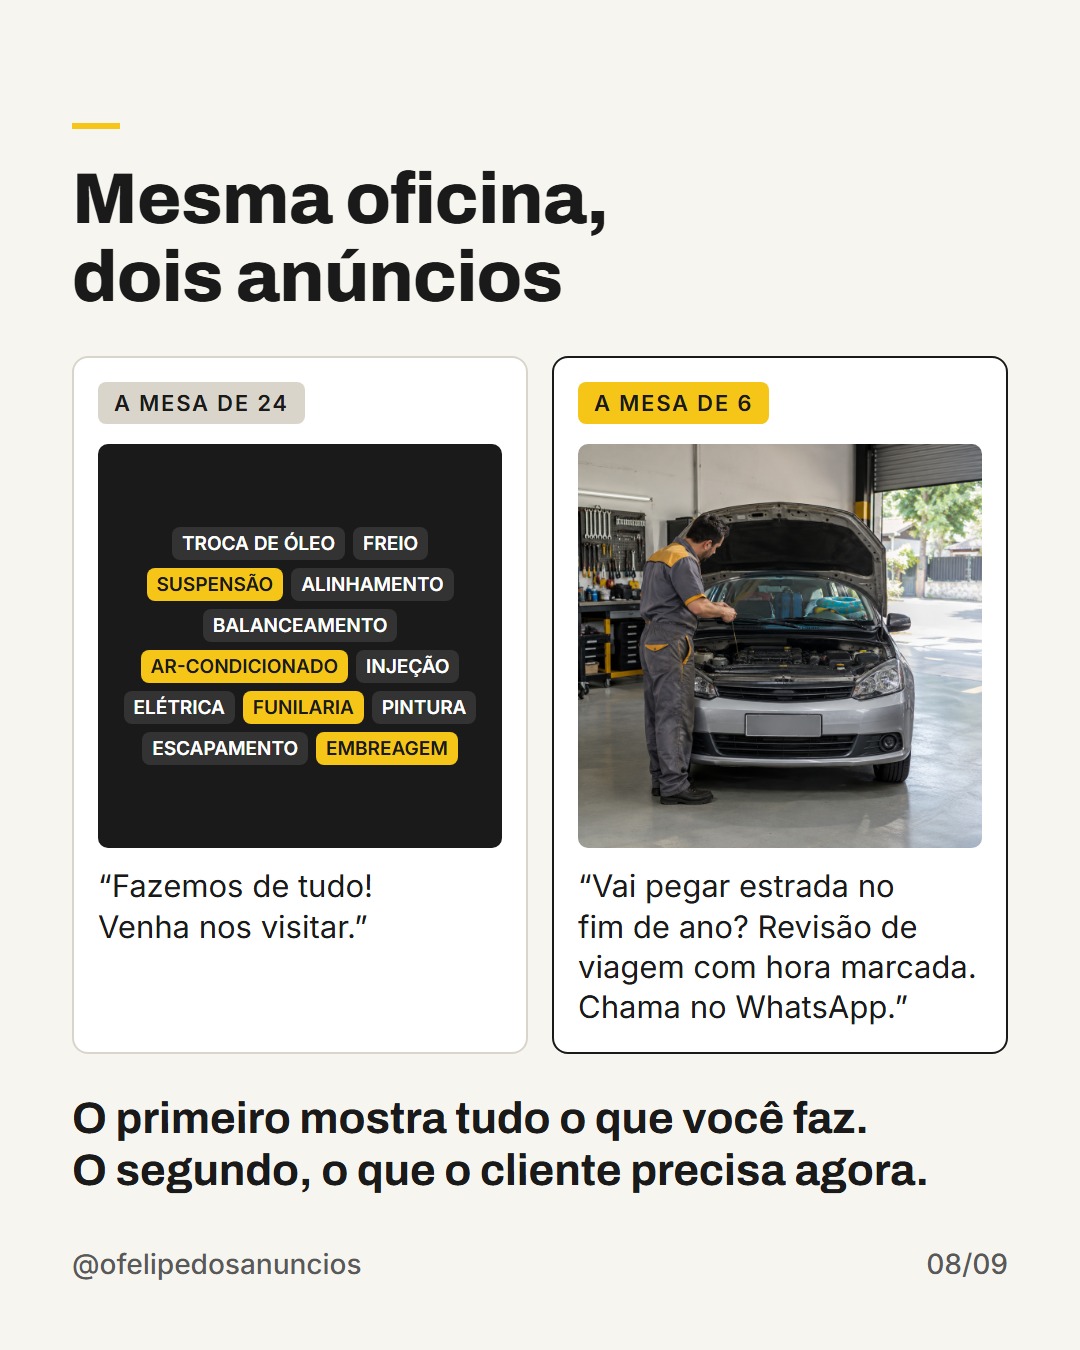 Mesma oficina,
dois anúncios
A MESA DE 24
TROCA DE ÓLEO FREIO
SUSPENSÃO ALINHAMENTO
BALANCEAMENTO
AR-CONDICIONADO INJEÇÃO
ELÉTRICA FUNILARIA PINTURA
ESCAPAMENTO EMBREAGEM
“Fazemos de tudo!
Venha nos visitar.”
A MESA DE 6
“Vai pegar estrada no
fim de ano? Revisão de
viagem com hora marcada.
Chama no WhatsApp.”
O primeiro mostra tudo o que você faz.
O segundo, o que o cliente precisa agora.
@ofelipedosanuncios
08/09